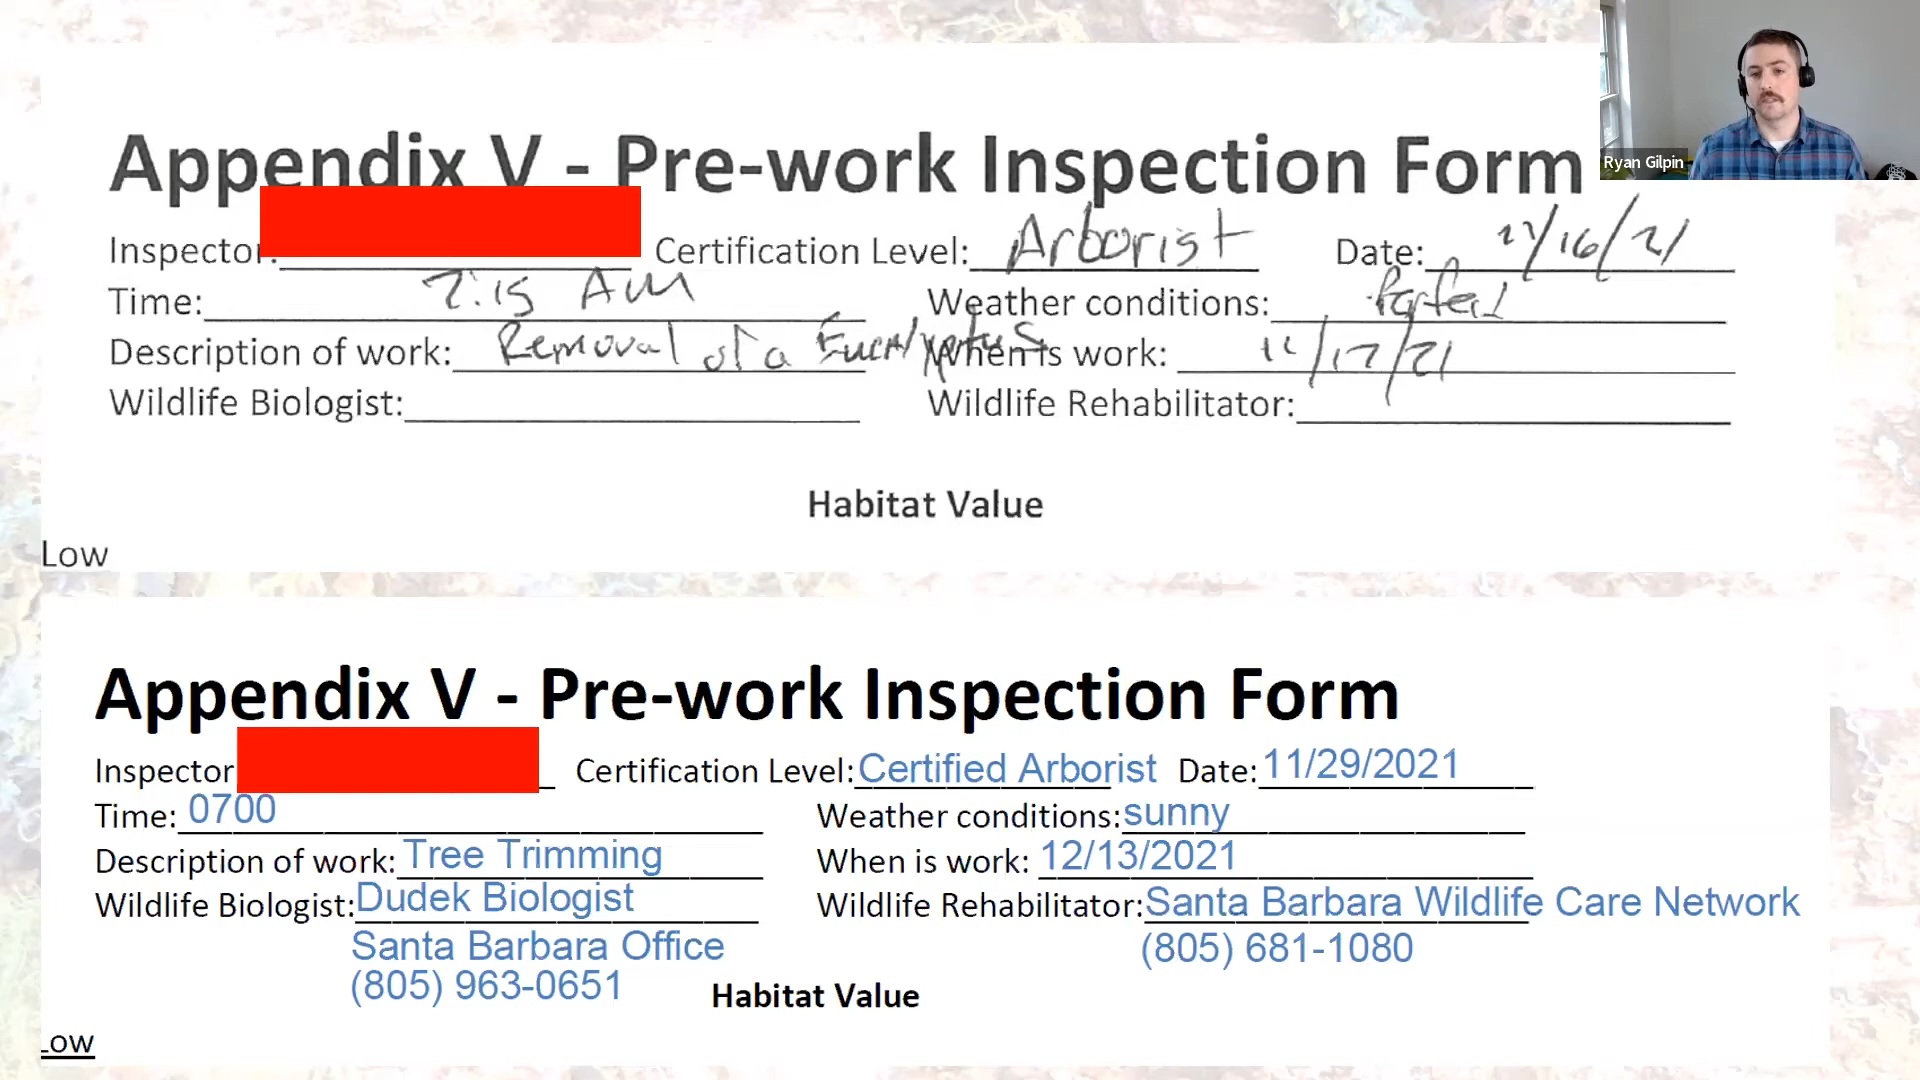 Ryan Gilpin
Appendix V - Pre-work Inspection Form
Inspector: Certification Level: Arborist Date: 11/16/21
Time: 7:15 AM Weather conditions: Perfect
Description of work: Removal of a Eucalyptus When is work: 11/17/21
Wildlife Biologist: Wildlife Rehabilitator:
Habitat Value
Low
Appendix V - Pre-work Inspection Form
Inspector Certification Level: Certified Arborist Date: 11/29/2021
Time: 0700 Weather conditions: sunny
Description of work: Tree Trimming When is work: 12/13/2021
Wildlife Biologist: Dudek Biologist Wildlife Rehabilitator: Santa Barbara Wildlife Care Network
Santa Barbara Office (805) 681-1080
(805) 963-0651
Habitat Value
Low